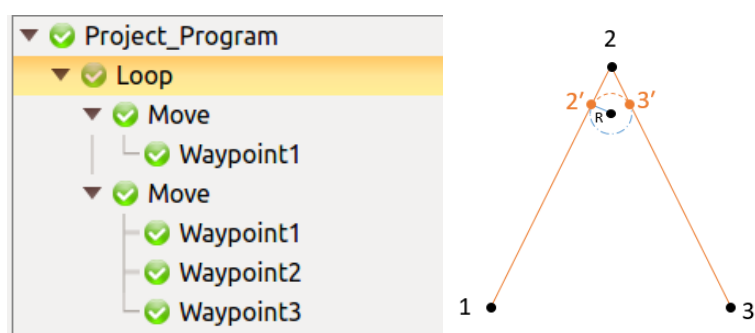 Project_Program
Loop
Move
Waypoint1
Move
Waypoint1
Waypoint2
Waypoint3
2
2' 3'
R
1 3